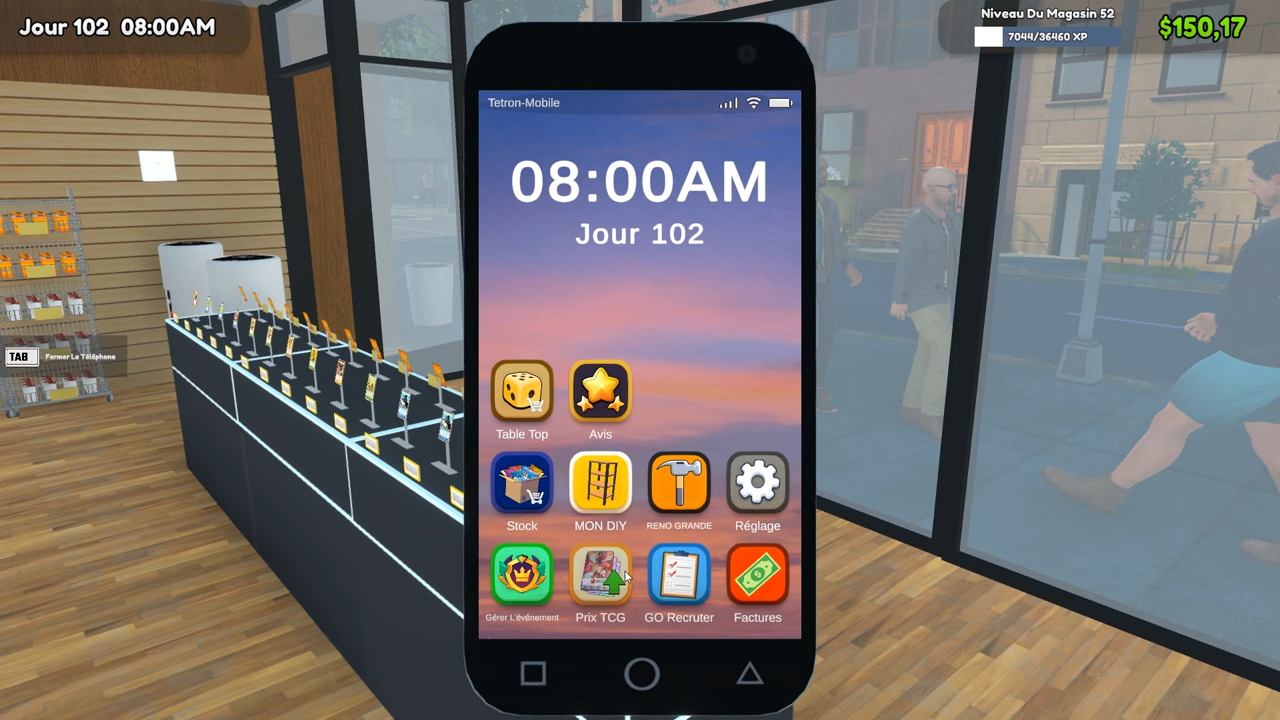 Jour 102 08:00AM
Niveau Du Magasin 52
7044/36460 XP
$150,17
Tetron-Mobile
08:00AM
Jour 102
TAB
Fermer Le Téléphone
Table Top
Avis
Stock
MON DIY
RENO GRANDE
Réglage
Gérer L'événement
Prix TCG
GO Recruter
Factures